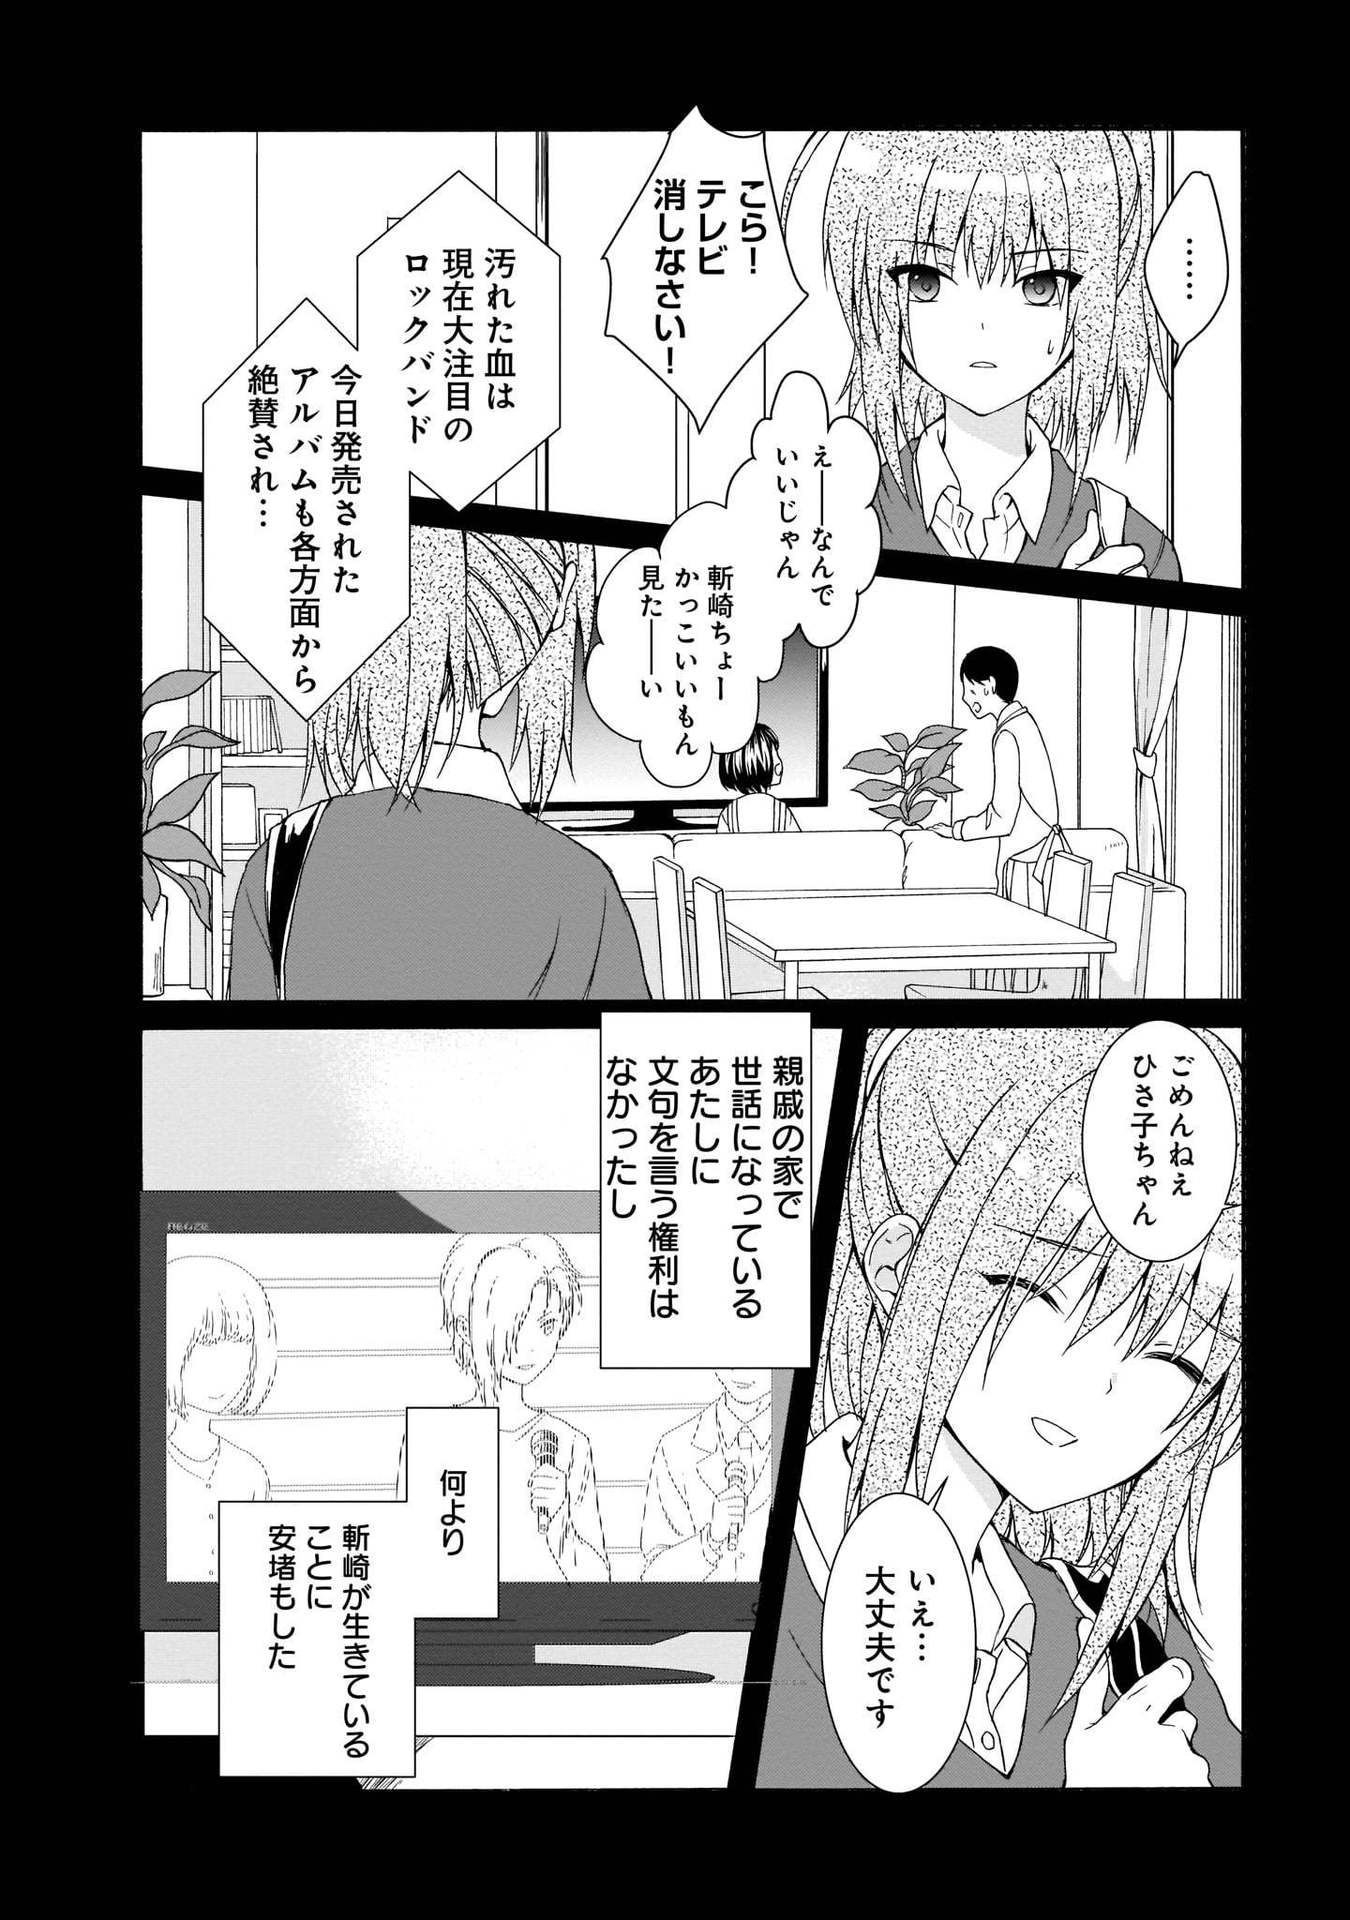 ……
こら！
テレビ
消しなさい！
汚れた血は
現在大注目の
ロックバンド
今日発売された
アルバムも各方面から
絶賛され…
え――なんで
いいじゃん
斬崎ちょー
かっこいいもん
見た――い
ごめんねえ
ひさ子ちゃん
いえ…
大丈夫です
親戚の家で
世話になっている
あたしに
文句を言う権利は
なかったし
何より
斬崎が生きている
ことに
安堵もした